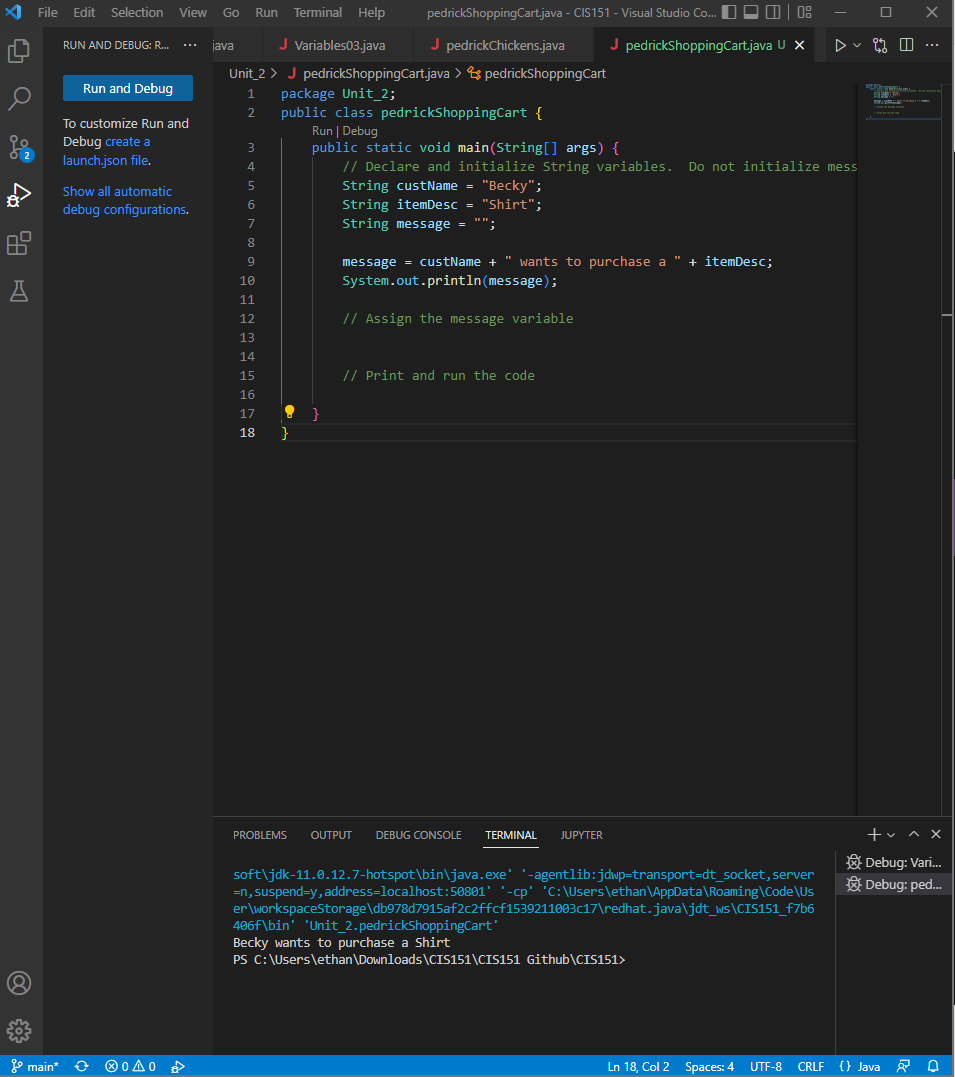 File Edit Selection View Go Run Terminal Help pedrickShoppingCart.java - CIS151 - Visual Studio Co...
RUN AND DEBUG: R... ···
java Variables03.java pedrickChickens.java pedrickShoppingCart.java U
Run and Debug
To customize Run and
Debug create a
launch.json file.
Show all automatic
debug configurations.
2
Unit_2 > pedrickShoppingCart.java > pedrickShoppingCart
1 package Unit_2;
2 public class pedrickShoppingCart {
Run | Debug
3 public static void main(String[] args) {
4 // Declare and initialize String variables.  Do not initialize mess
5 String custName = "Becky";
6 String itemDesc = "Shirt";
7 String message = "";
8
9 message = custName + " wants to purchase a " + itemDesc;
10 System.out.println(message);
11
12 // Assign the message variable
13
14
15 // Print and run the code
16
17 }
18 }
PROBLEMS OUTPUT DEBUG CONSOLE TERMINAL JUPYTER
Debug: Vari...
Debug: ped...
soft\jdk-11.0.12.7-hotspot\bin\java.exe' '-agentlib:jdwp=transport=dt_socket,server
=n,suspend=y,address=localhost:50801' '-cp' 'C:\Users\ethan\AppData\Roaming\Code\Us
er\workspaceStorage\db978d7915af2c2ffcf1539211003c17\redhat.java\jdt_ws\CIS151_f7b6
406f\bin' 'Unit_2.pedrickShoppingCart'
Becky wants to purchase a Shirt
PS C:\Users\ethan\Downloads\CIS151\CIS151 Github\CIS151>
main* 0 0 Ln 18, Col 2 Spaces: 4 UTF-8 CRLF {} Java